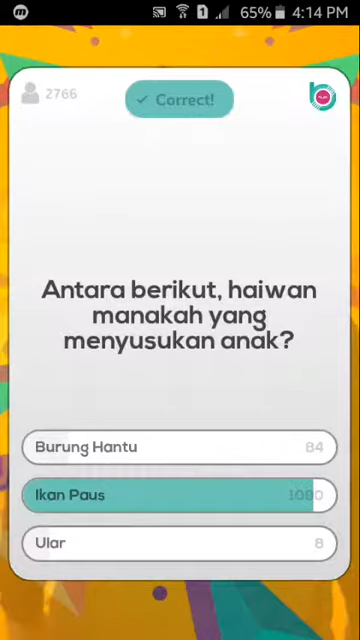 65% 4:14 PM
2766
Correct!
Antara berikut, haiwan
manakah yang
menyusukan anak?
Burung Hantu 84
Ikan Paus
Ular 8